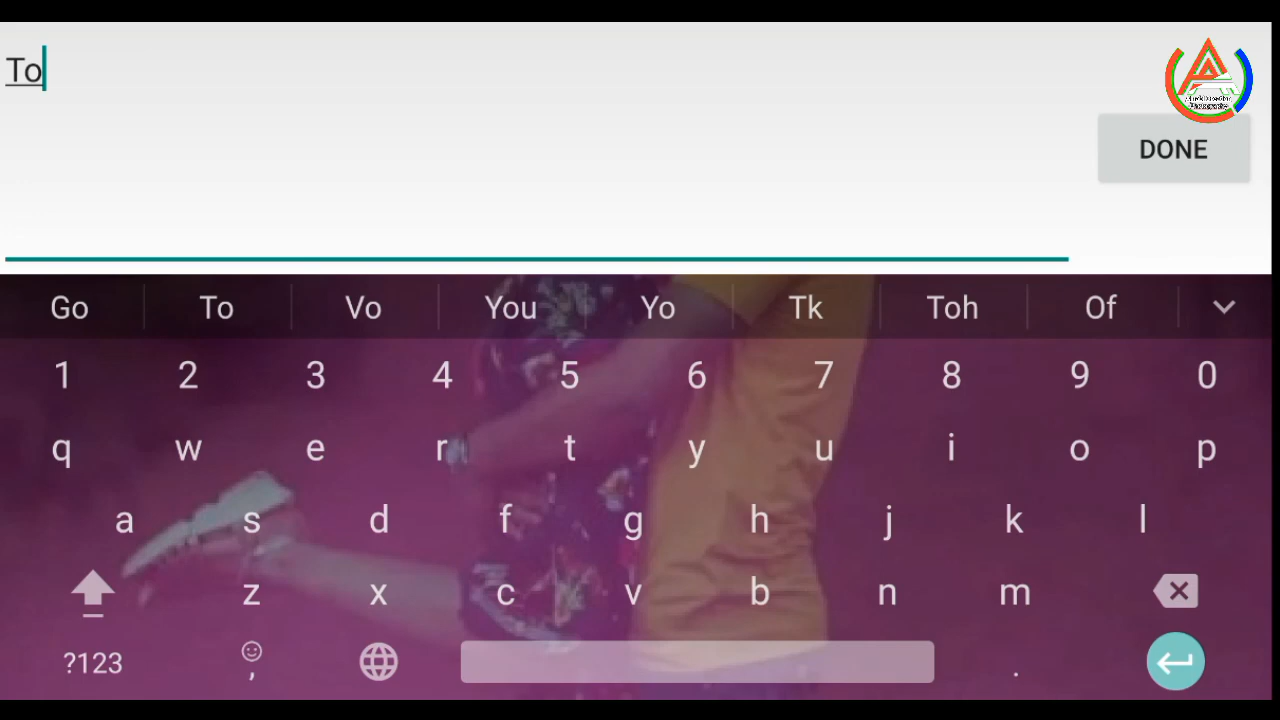 To
DONE
Go To Vo You Yo Tk Toh Of
1 2 3 4 5 6 7 8 9 0
q w e r t y u i o p
a s d f g h j k l
z x c v b n m
?123 , .